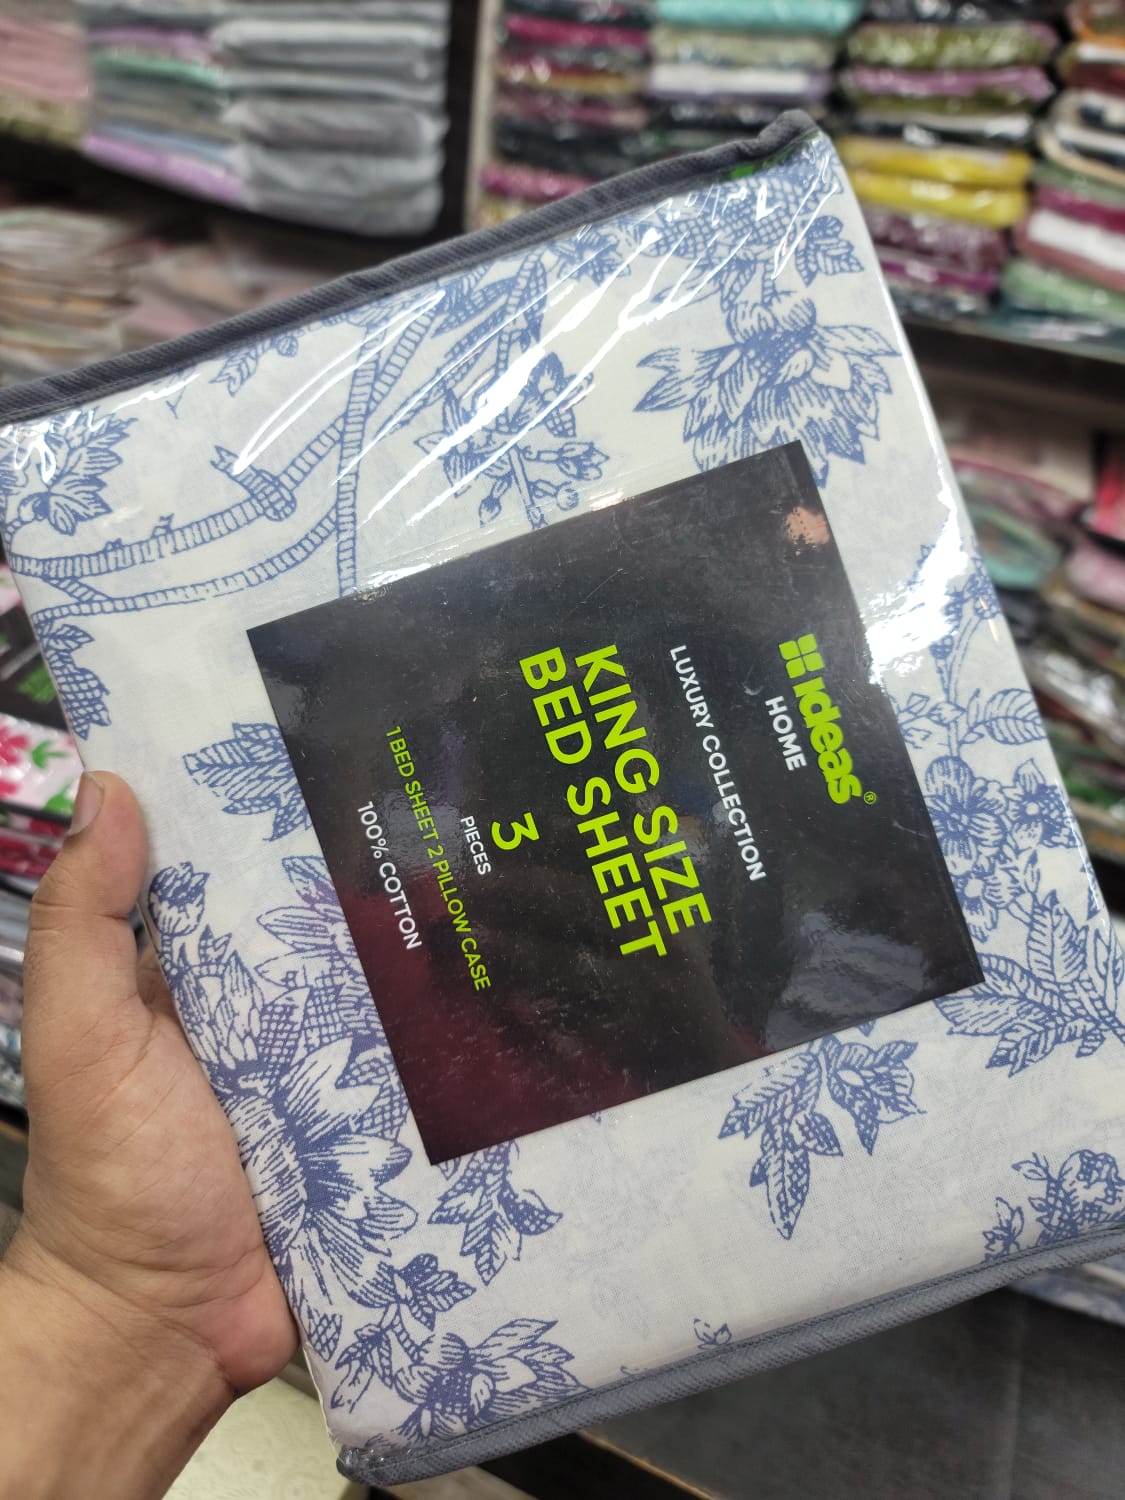 ideas®
HOME
LUXURY COLLECTION
KING SIZE
BED SHEET
3
PIECES
1 BED SHEET 2 PILLOW CASE
100% COTTON